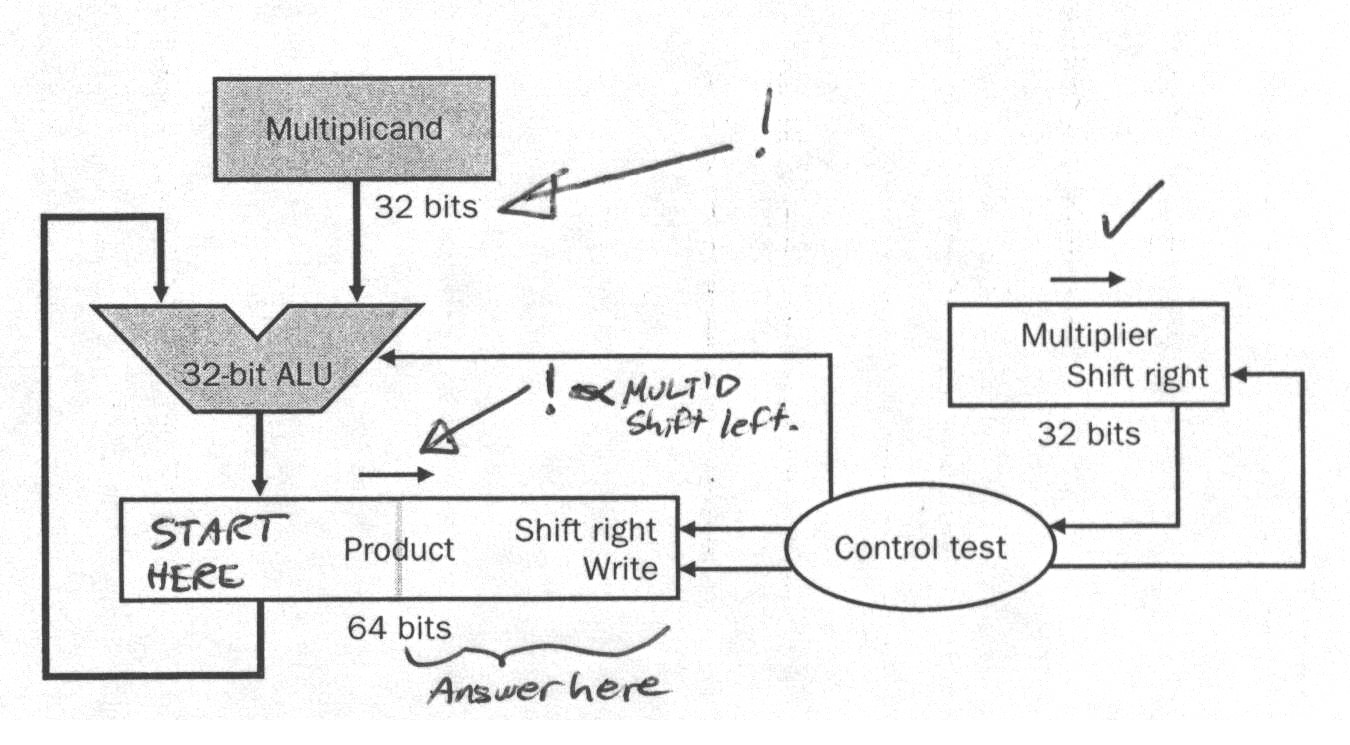 Multiplicand
!
32 bits
32-bit ALU
Multiplier
Shift right
32 bits
! MULT'D
Shift left.
START
HERE
Product
Shift right
Write
Control test
64 bits
Answer here